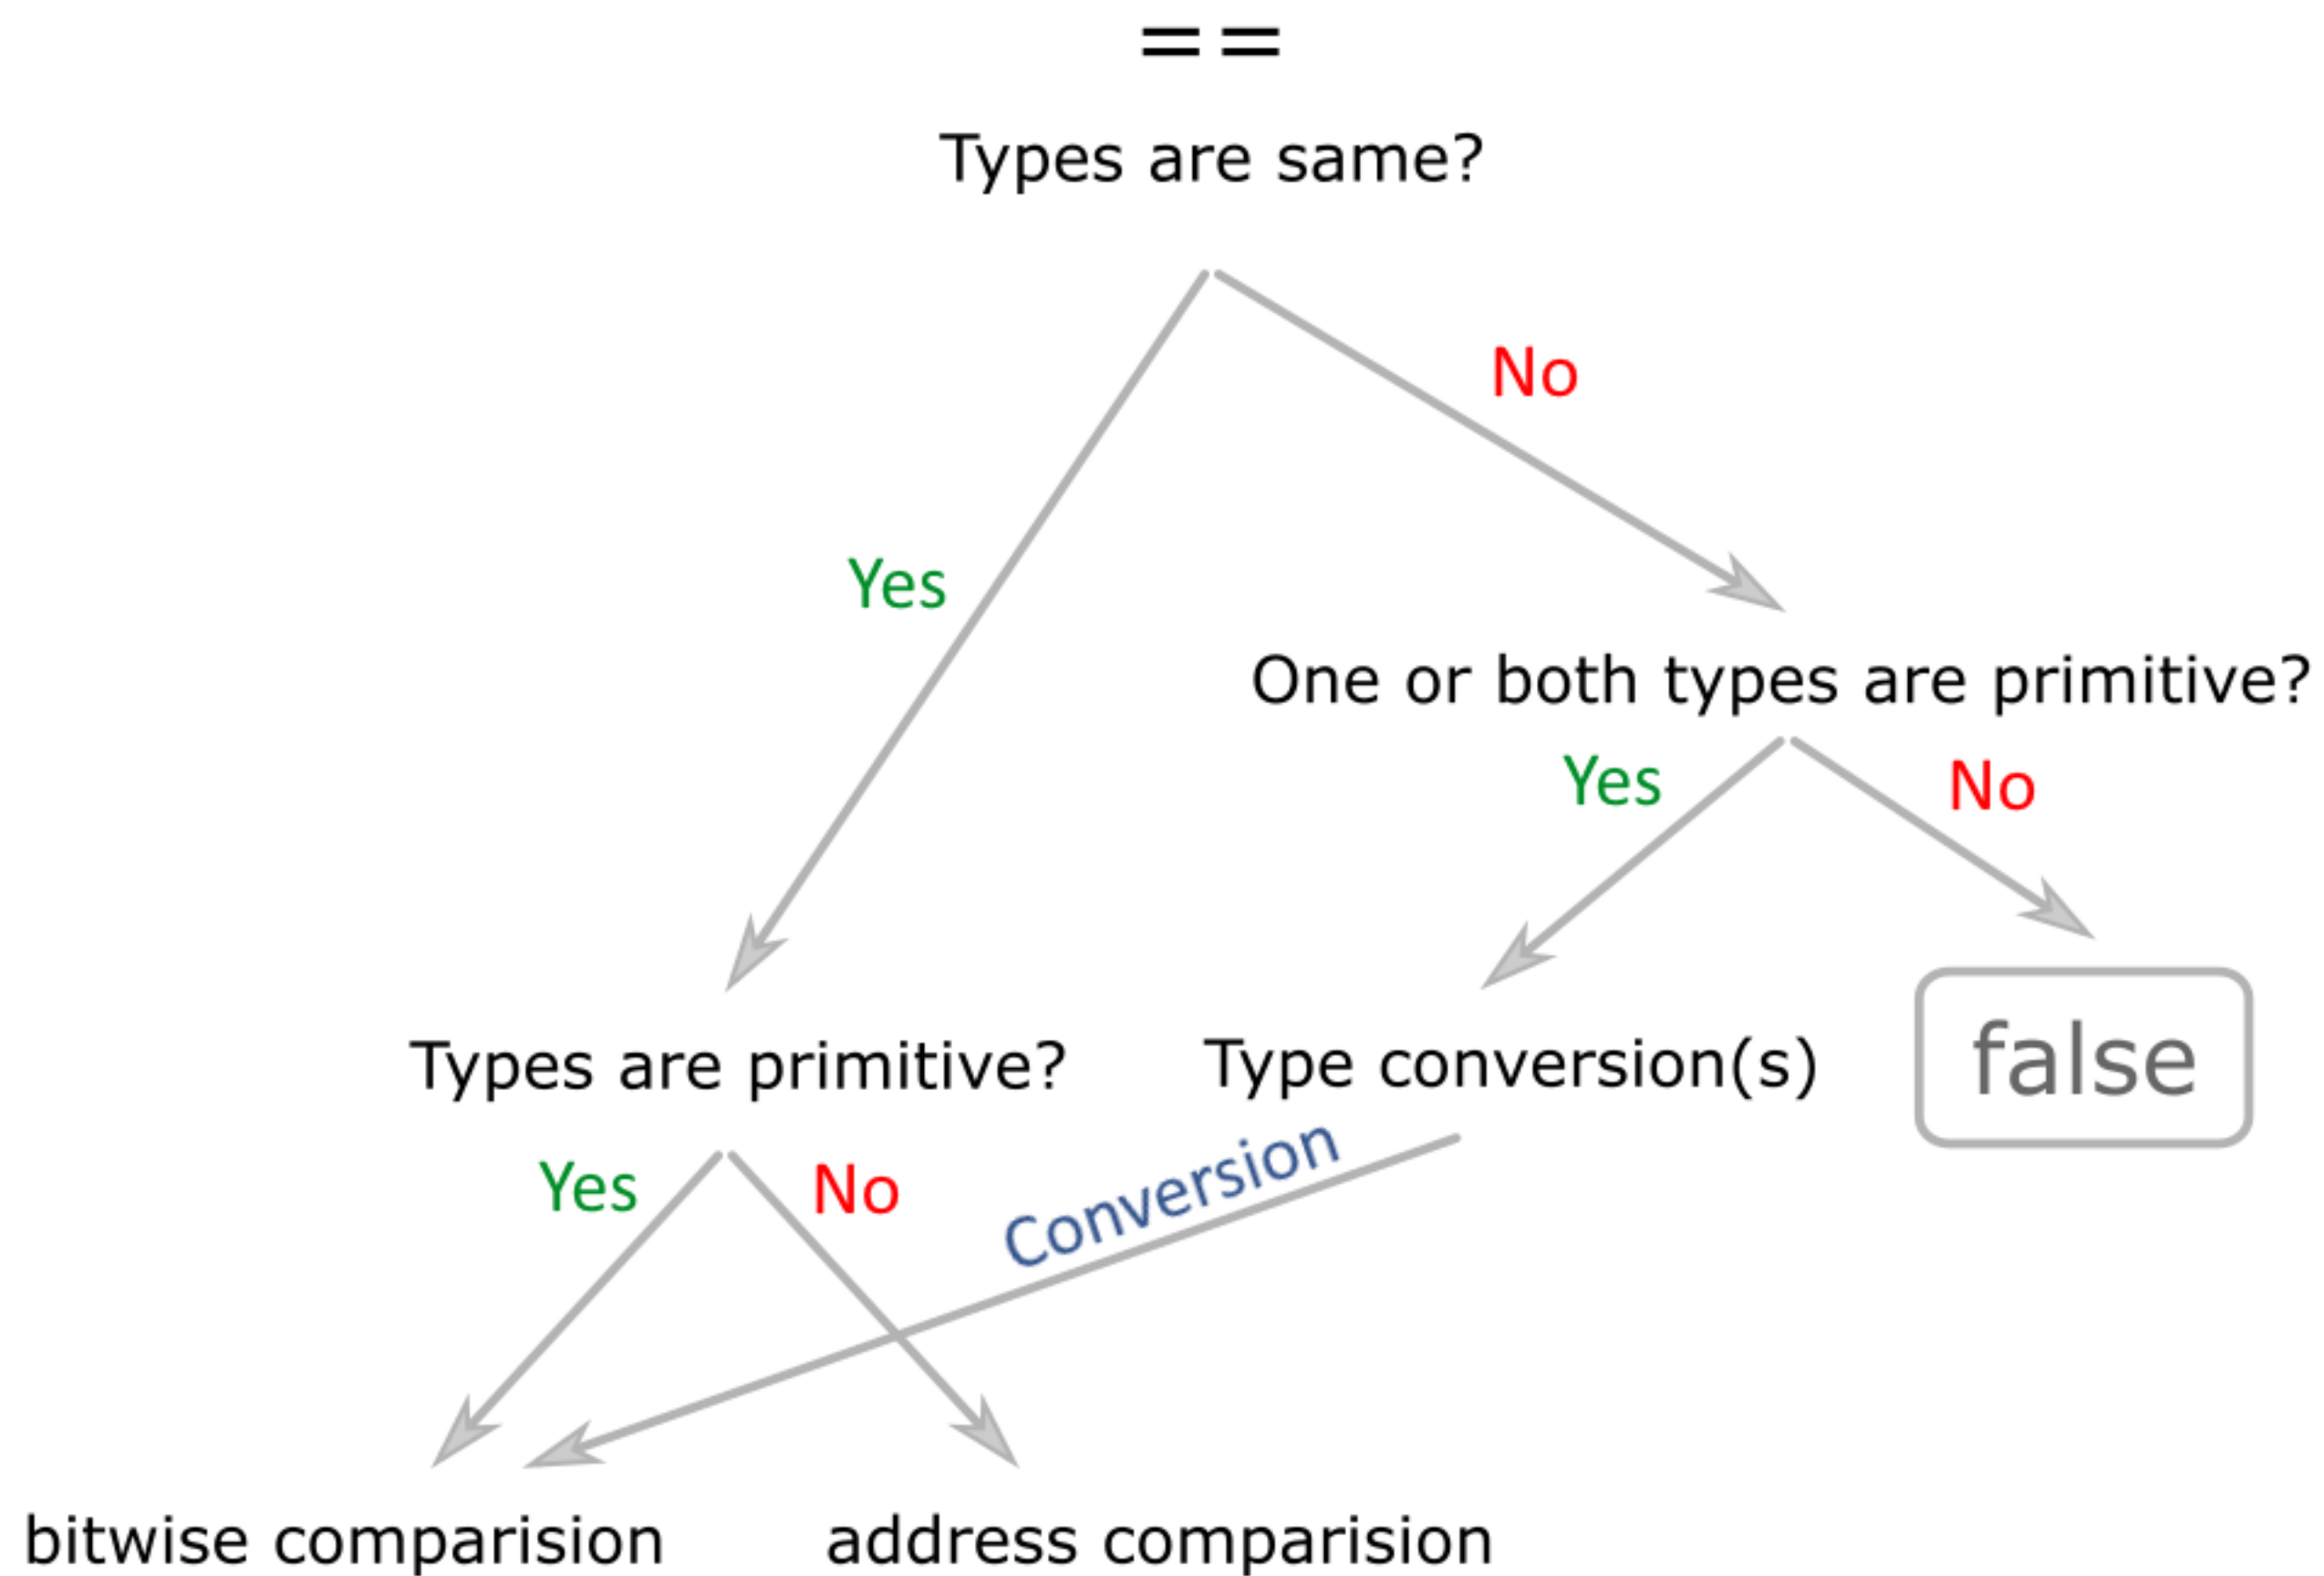 ==
Types are same?
No
Yes
One or both types are primitive?
Yes
No
Types are primitive?
Type conversion(s)
false
Yes
No
Conversion
bitwise comparision
address comparision